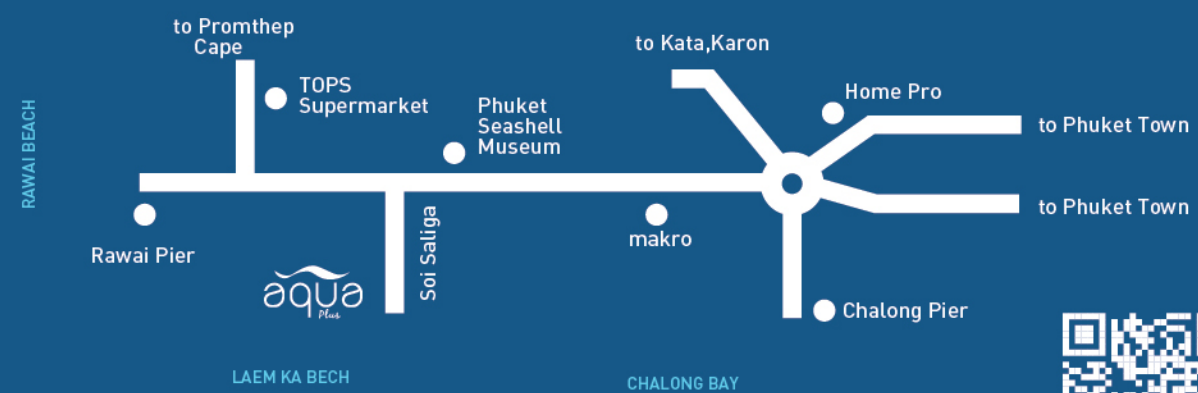 to Promthep
Cape
to Kata,Karon
TOPS
Supermarket
Home Pro
Phuket
Seashell
Museum
to Phuket Town
RAWAI BEACH
to Phuket Town
Soi Saliga
makro
Rawai Pier
aqua
Plus
Chalong Pier
LAEM KA BECH
CHALONG BAY